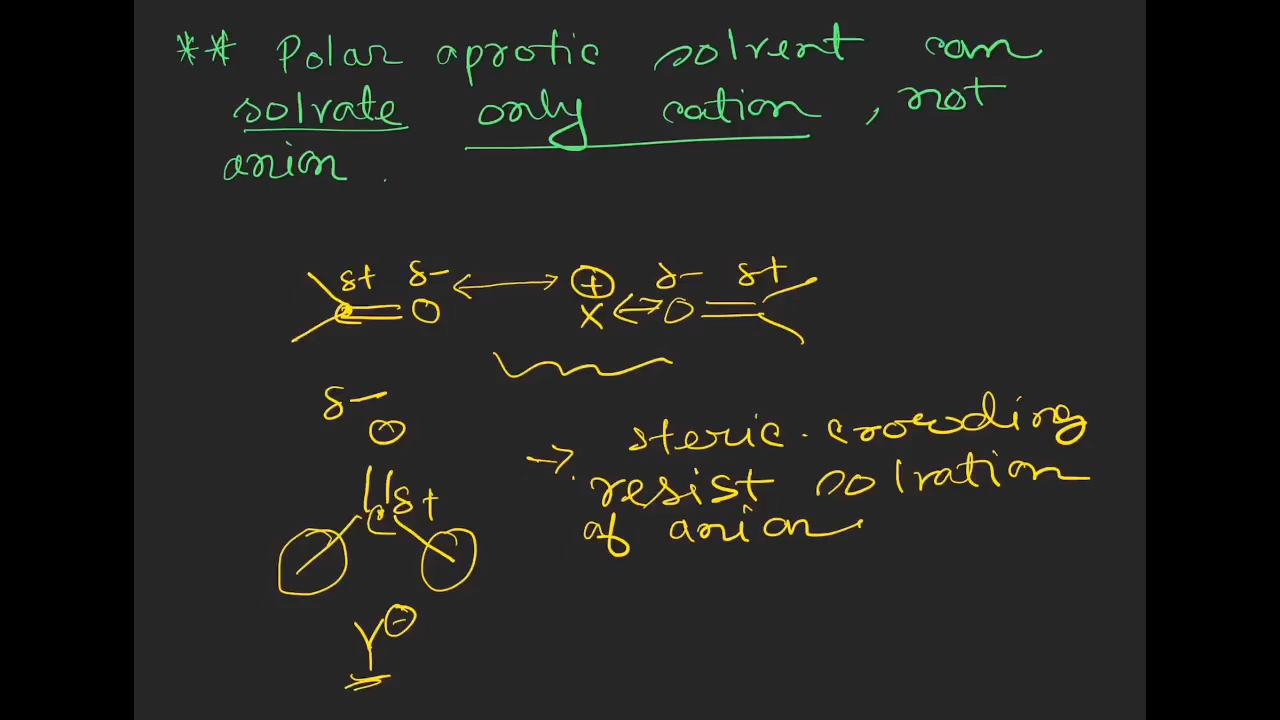 ** Polar aprotic solvent can
solvate only cation, not
anion.
δ+ δ- ⊕ δ- δ+
O X O
δ-
O
δ+
C
→ steric crowding
resist solvation
of anion
Y⊖